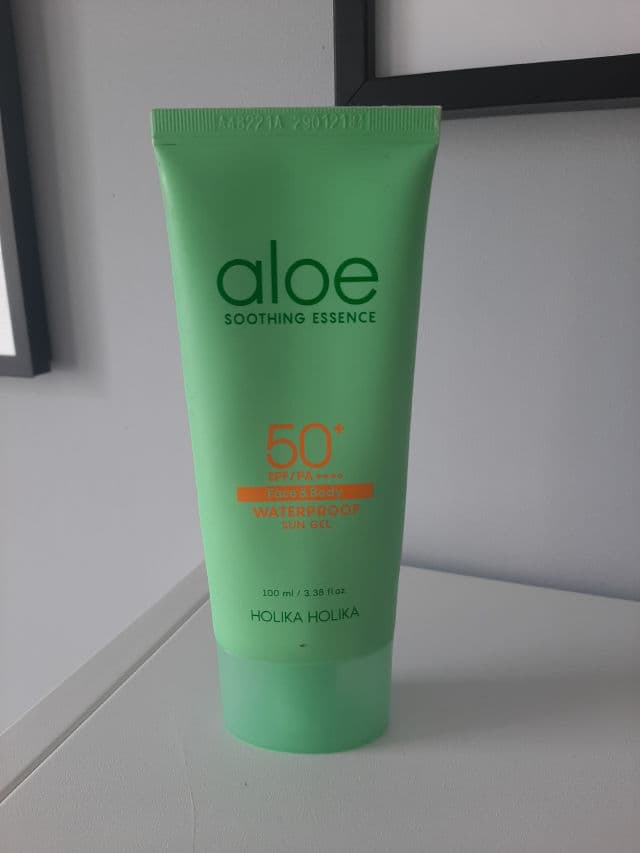 aloe
SOOTHING ESSENCE
50+
SPF/PA ++++
Face & Body
WATERPROOF
SUN GEL
100 ml / 3.38 fl oz.
HOLIKA HOLIKA